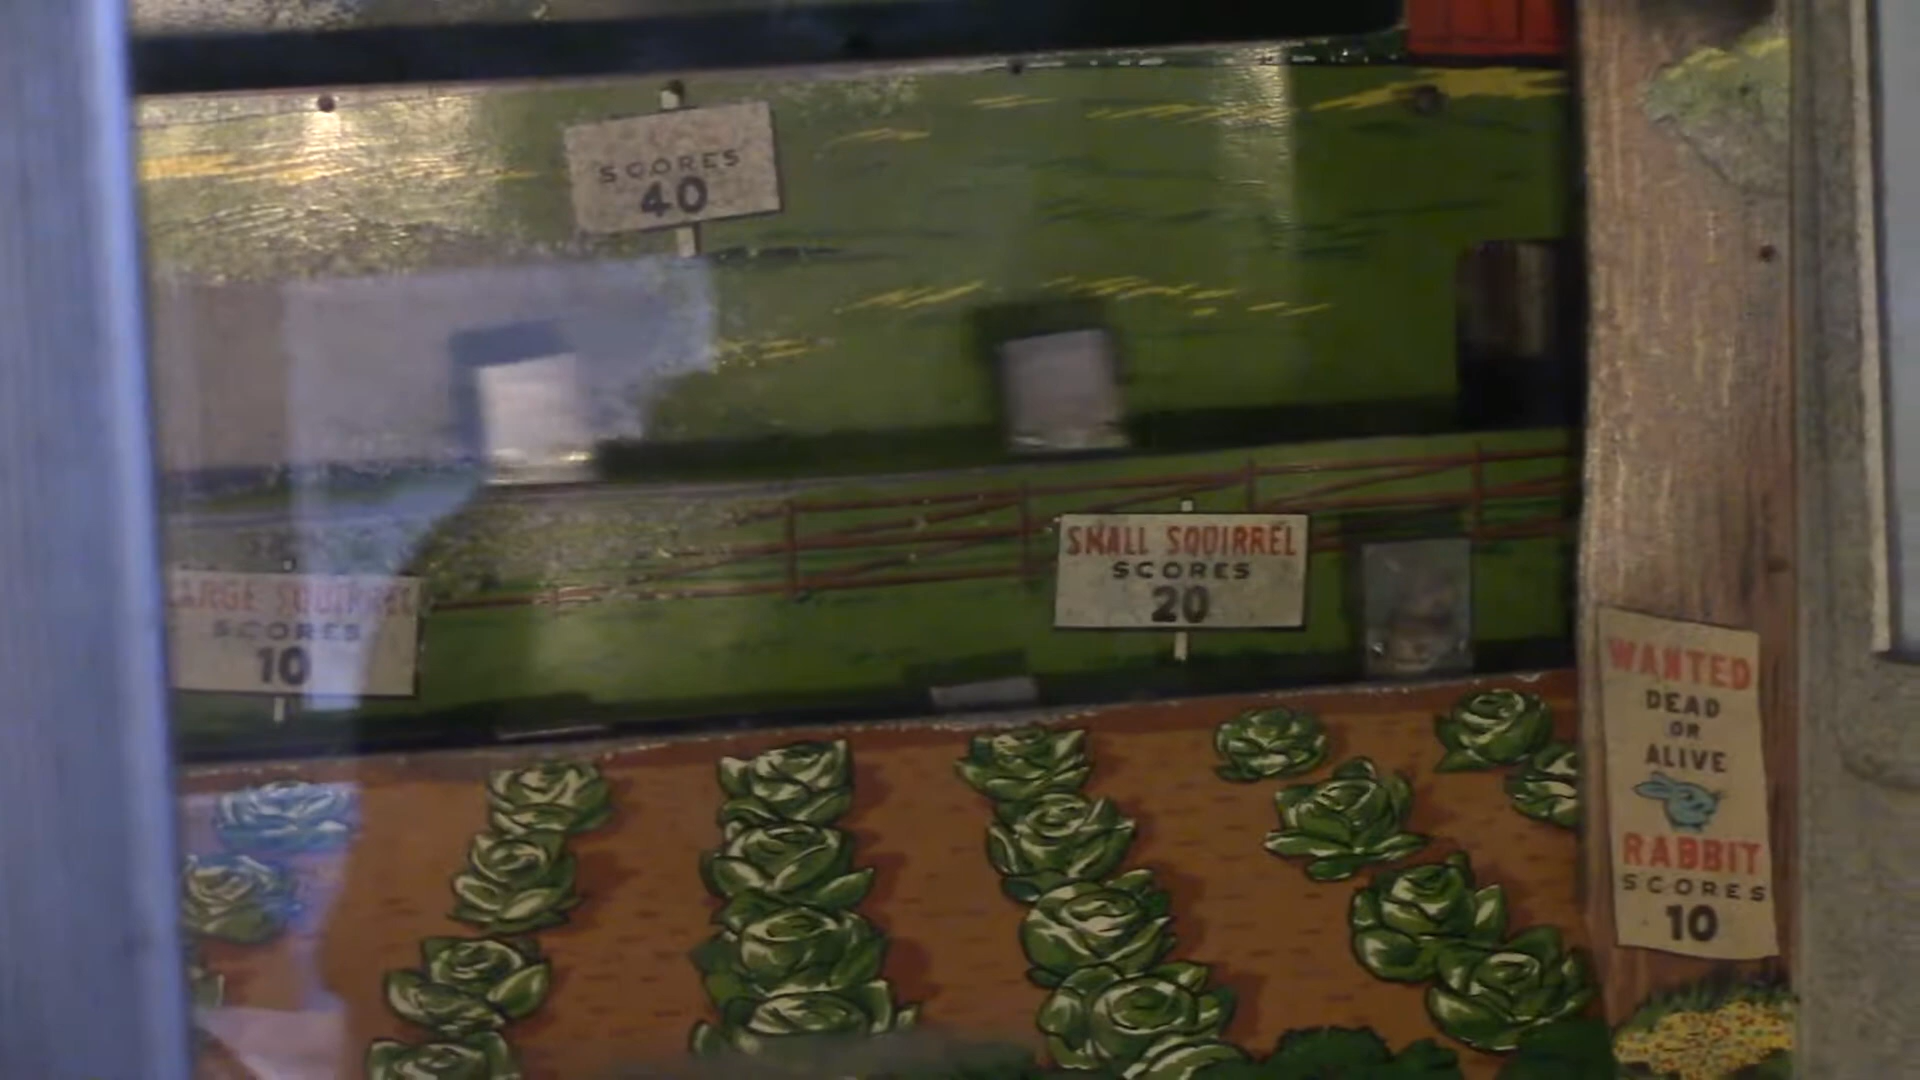 SCORES
40
SMALL SQUIRREL
SCORES
20
LARGE SQUIRREL
SCORES
10
WANTED
DEAD
OR
ALIVE
RABBIT
SCORES
10